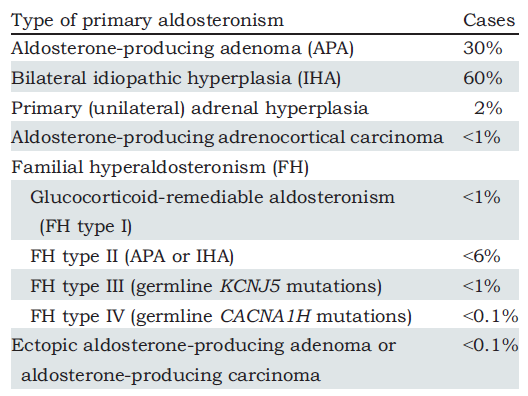 Type of primary aldosteronism Cases
Aldosterone-producing adenoma (APA) 30%
Bilateral idiopathic hyperplasia (IHA) 60%
Primary (unilateral) adrenal hyperplasia 2%
Aldosterone-producing adrenocortical carcinoma <1%
Familial hyperaldosteronism (FH)
Glucocorticoid-remediable aldosteronism <1%
(FH type I)
FH type II (APA or IHA) <6%
FH type III (germline KCNJ5 mutations) <1%
FH type IV (germline CACNA1H mutations) <0.1%
Ectopic aldosterone-producing adenoma or <0.1%
aldosterone-producing carcinoma